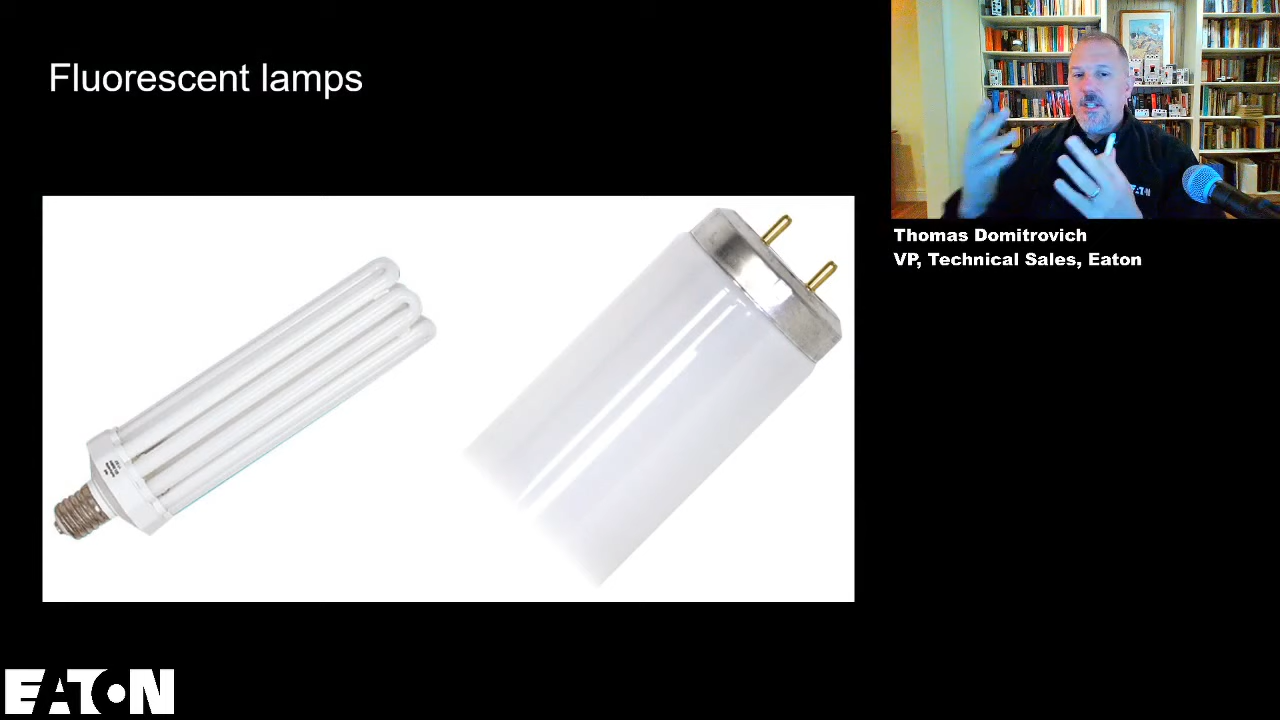 Fluorescent lamps
Thomas Domitrovich
VP, Technical Sales, Eaton
EATON